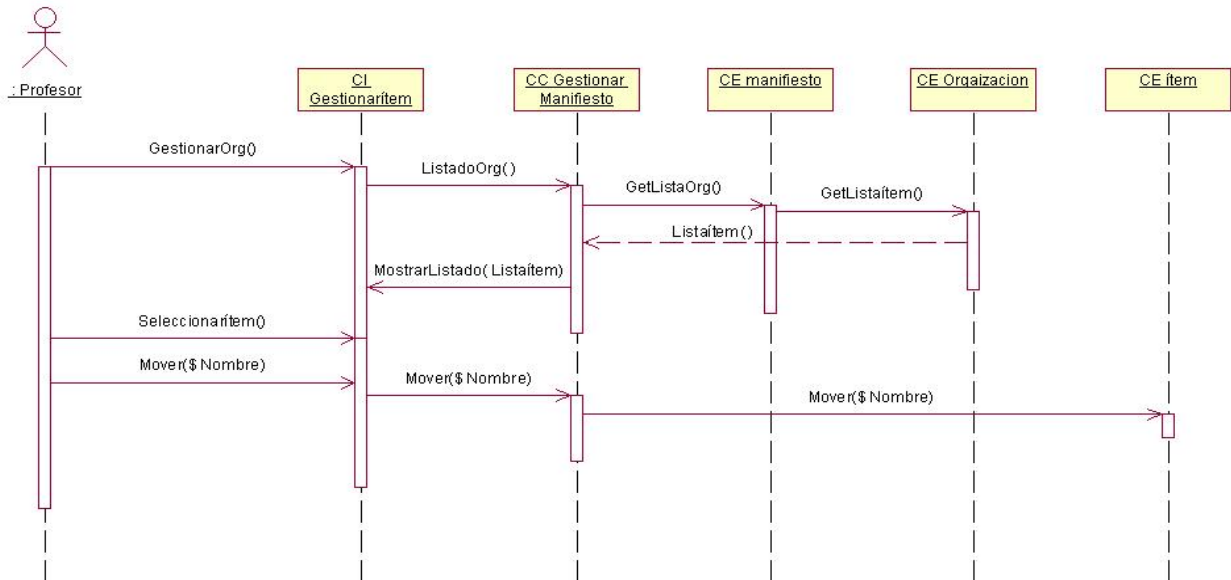 : Profesor
CI
Gestionarítem
CC Gestionar
Manifiesto
CE manifiesto
CE Orqaizacion
CE ítem
GestionarOrg()
ListadoOrg( )
GetListaOrg()
GetListaítem()
Listaítem ( )
MostrarListado( Listaítem)
Seleccionarítem()
Mover($ Nombre)
Mover($ Nombre)
Mover($ Nombre)